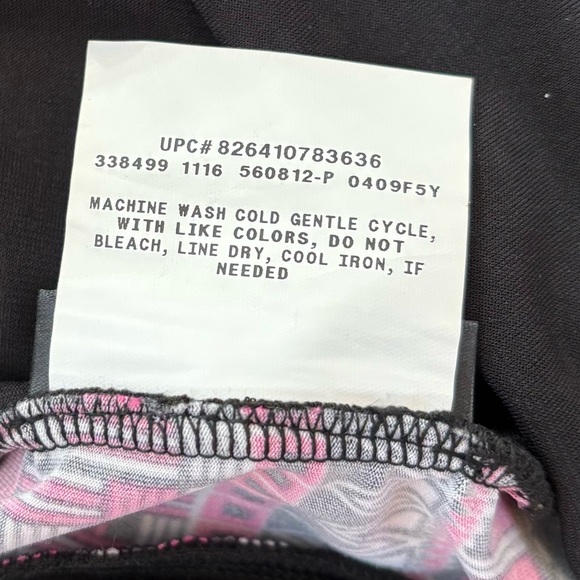 UPC# 826410783636
338499 1116 560812-P 0409F5Y
MACHINE WASH COLD GENTLE CYCLE,
WITH LIKE COLORS, DO NOT
BLEACH, LINE DRY, COOL IRON, IF
NEEDED